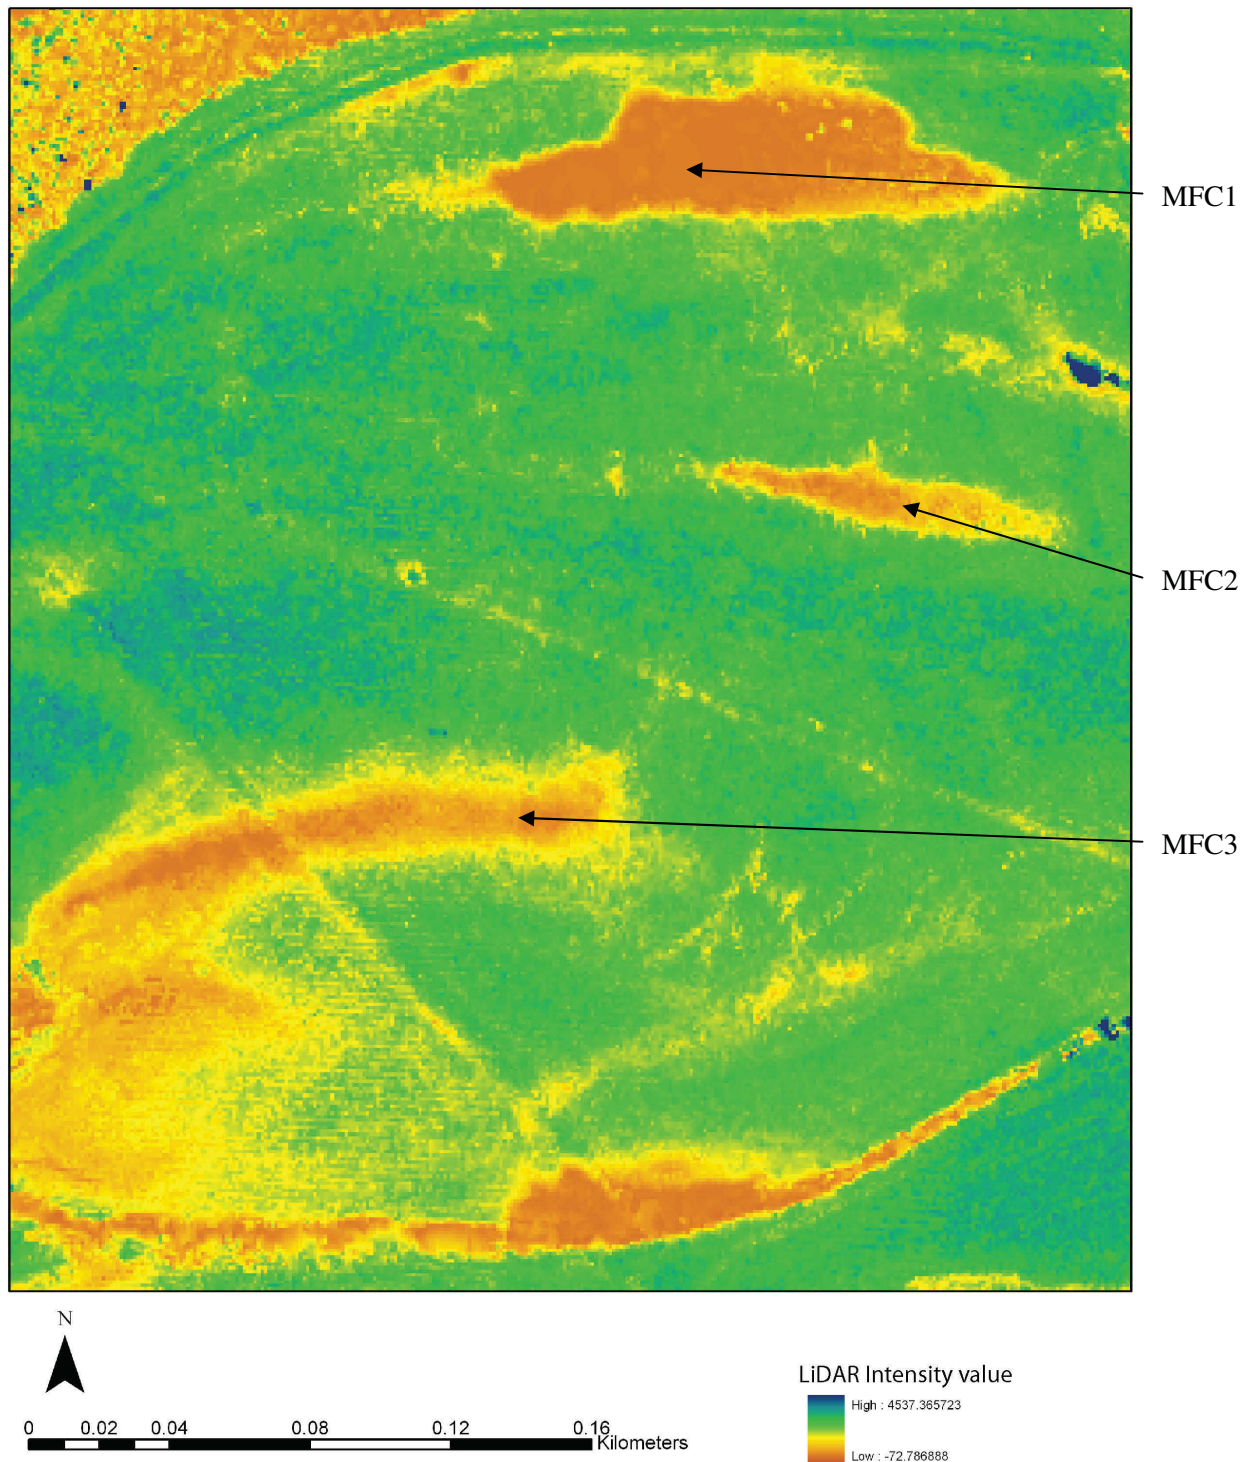 MFC1
MFC2
MFC3
N
LiDAR Intensity value
High : 4537.365723
Low : -72.786888
0 0.02 0.04 0.08 0.12 0.16
Kilometers